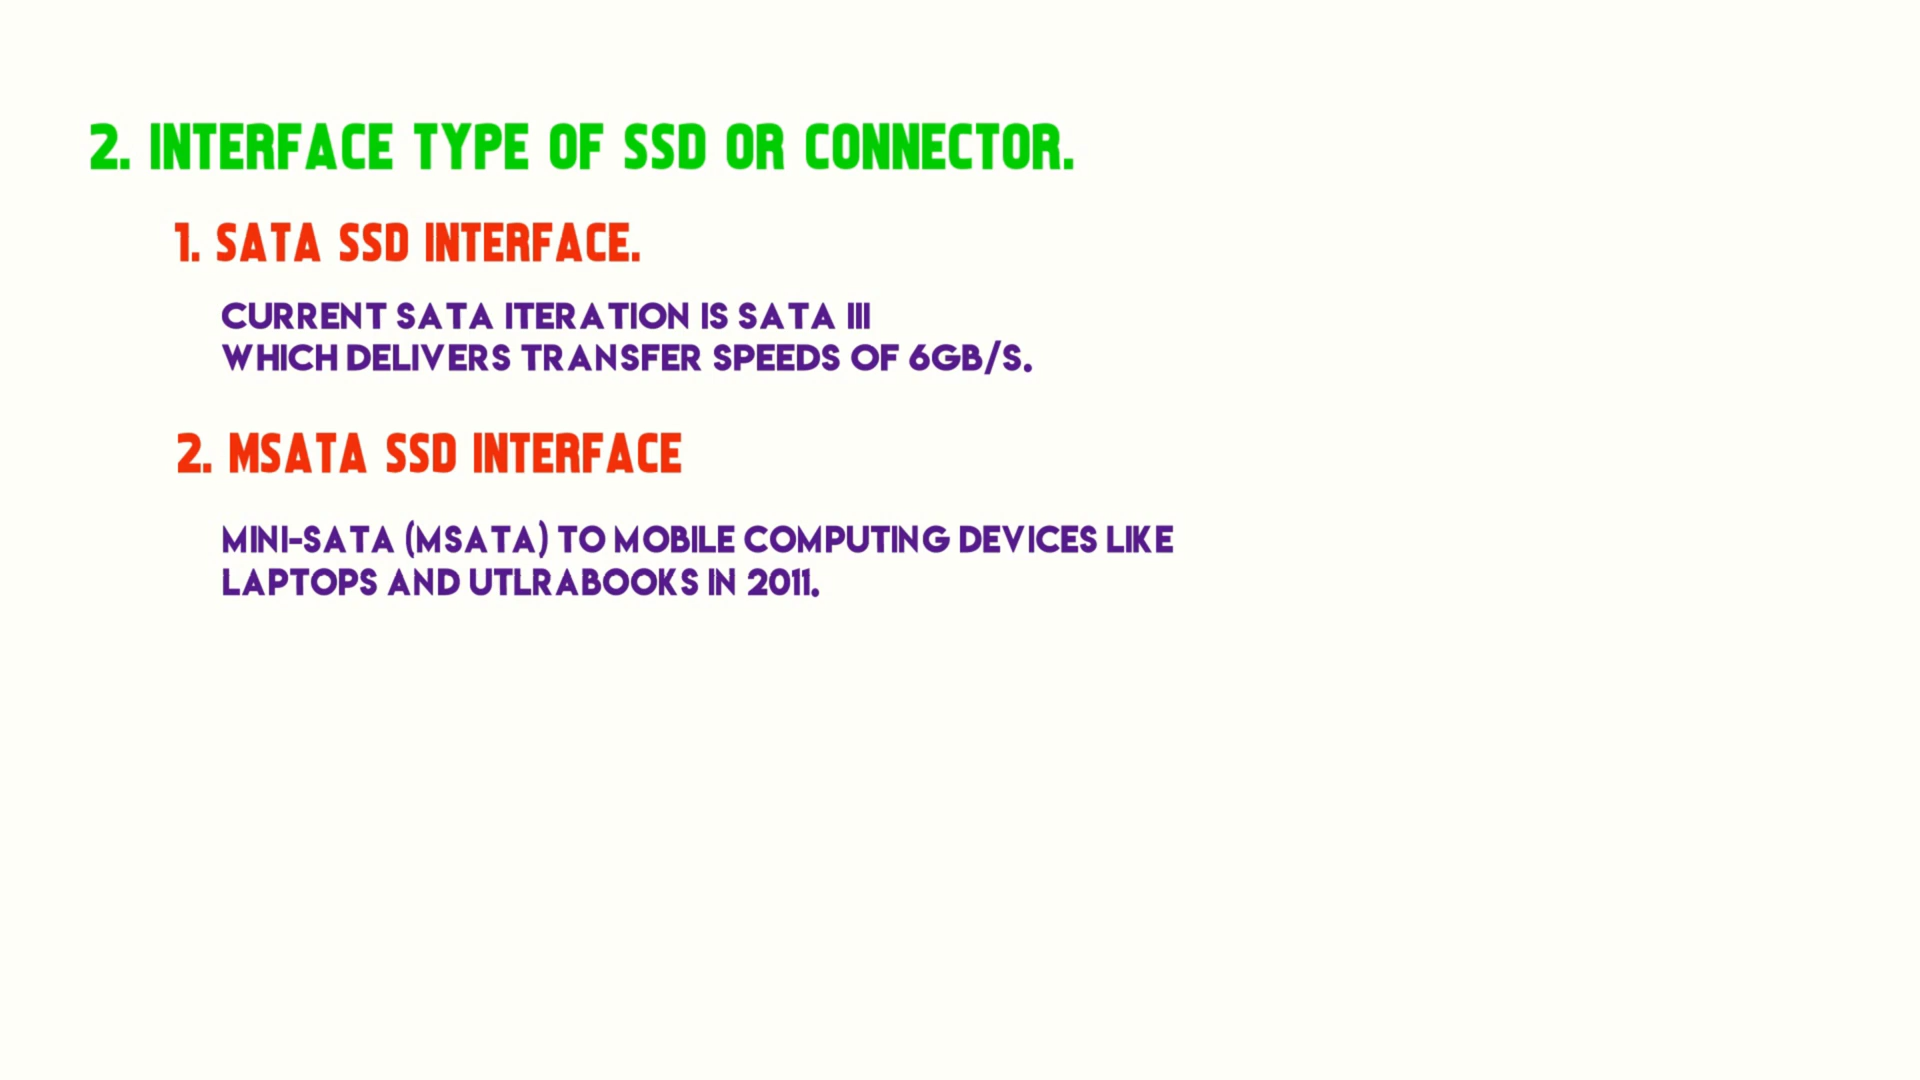 2. INTERFACE TYPE OF SSD OR CONNECTOR.
1. SATA SSD INTERFACE.
CURRENT SATA ITERATION IS SATA III
WHICH DELIVERS TRANSFER SPEEDS OF 6GB/S.
2. MSATA SSD INTERFACE
MINI-SATA (MSATA) TO MOBILE COMPUTING DEVICES LIKE
LAPTOPS AND UTLRABOOKS IN 2011.